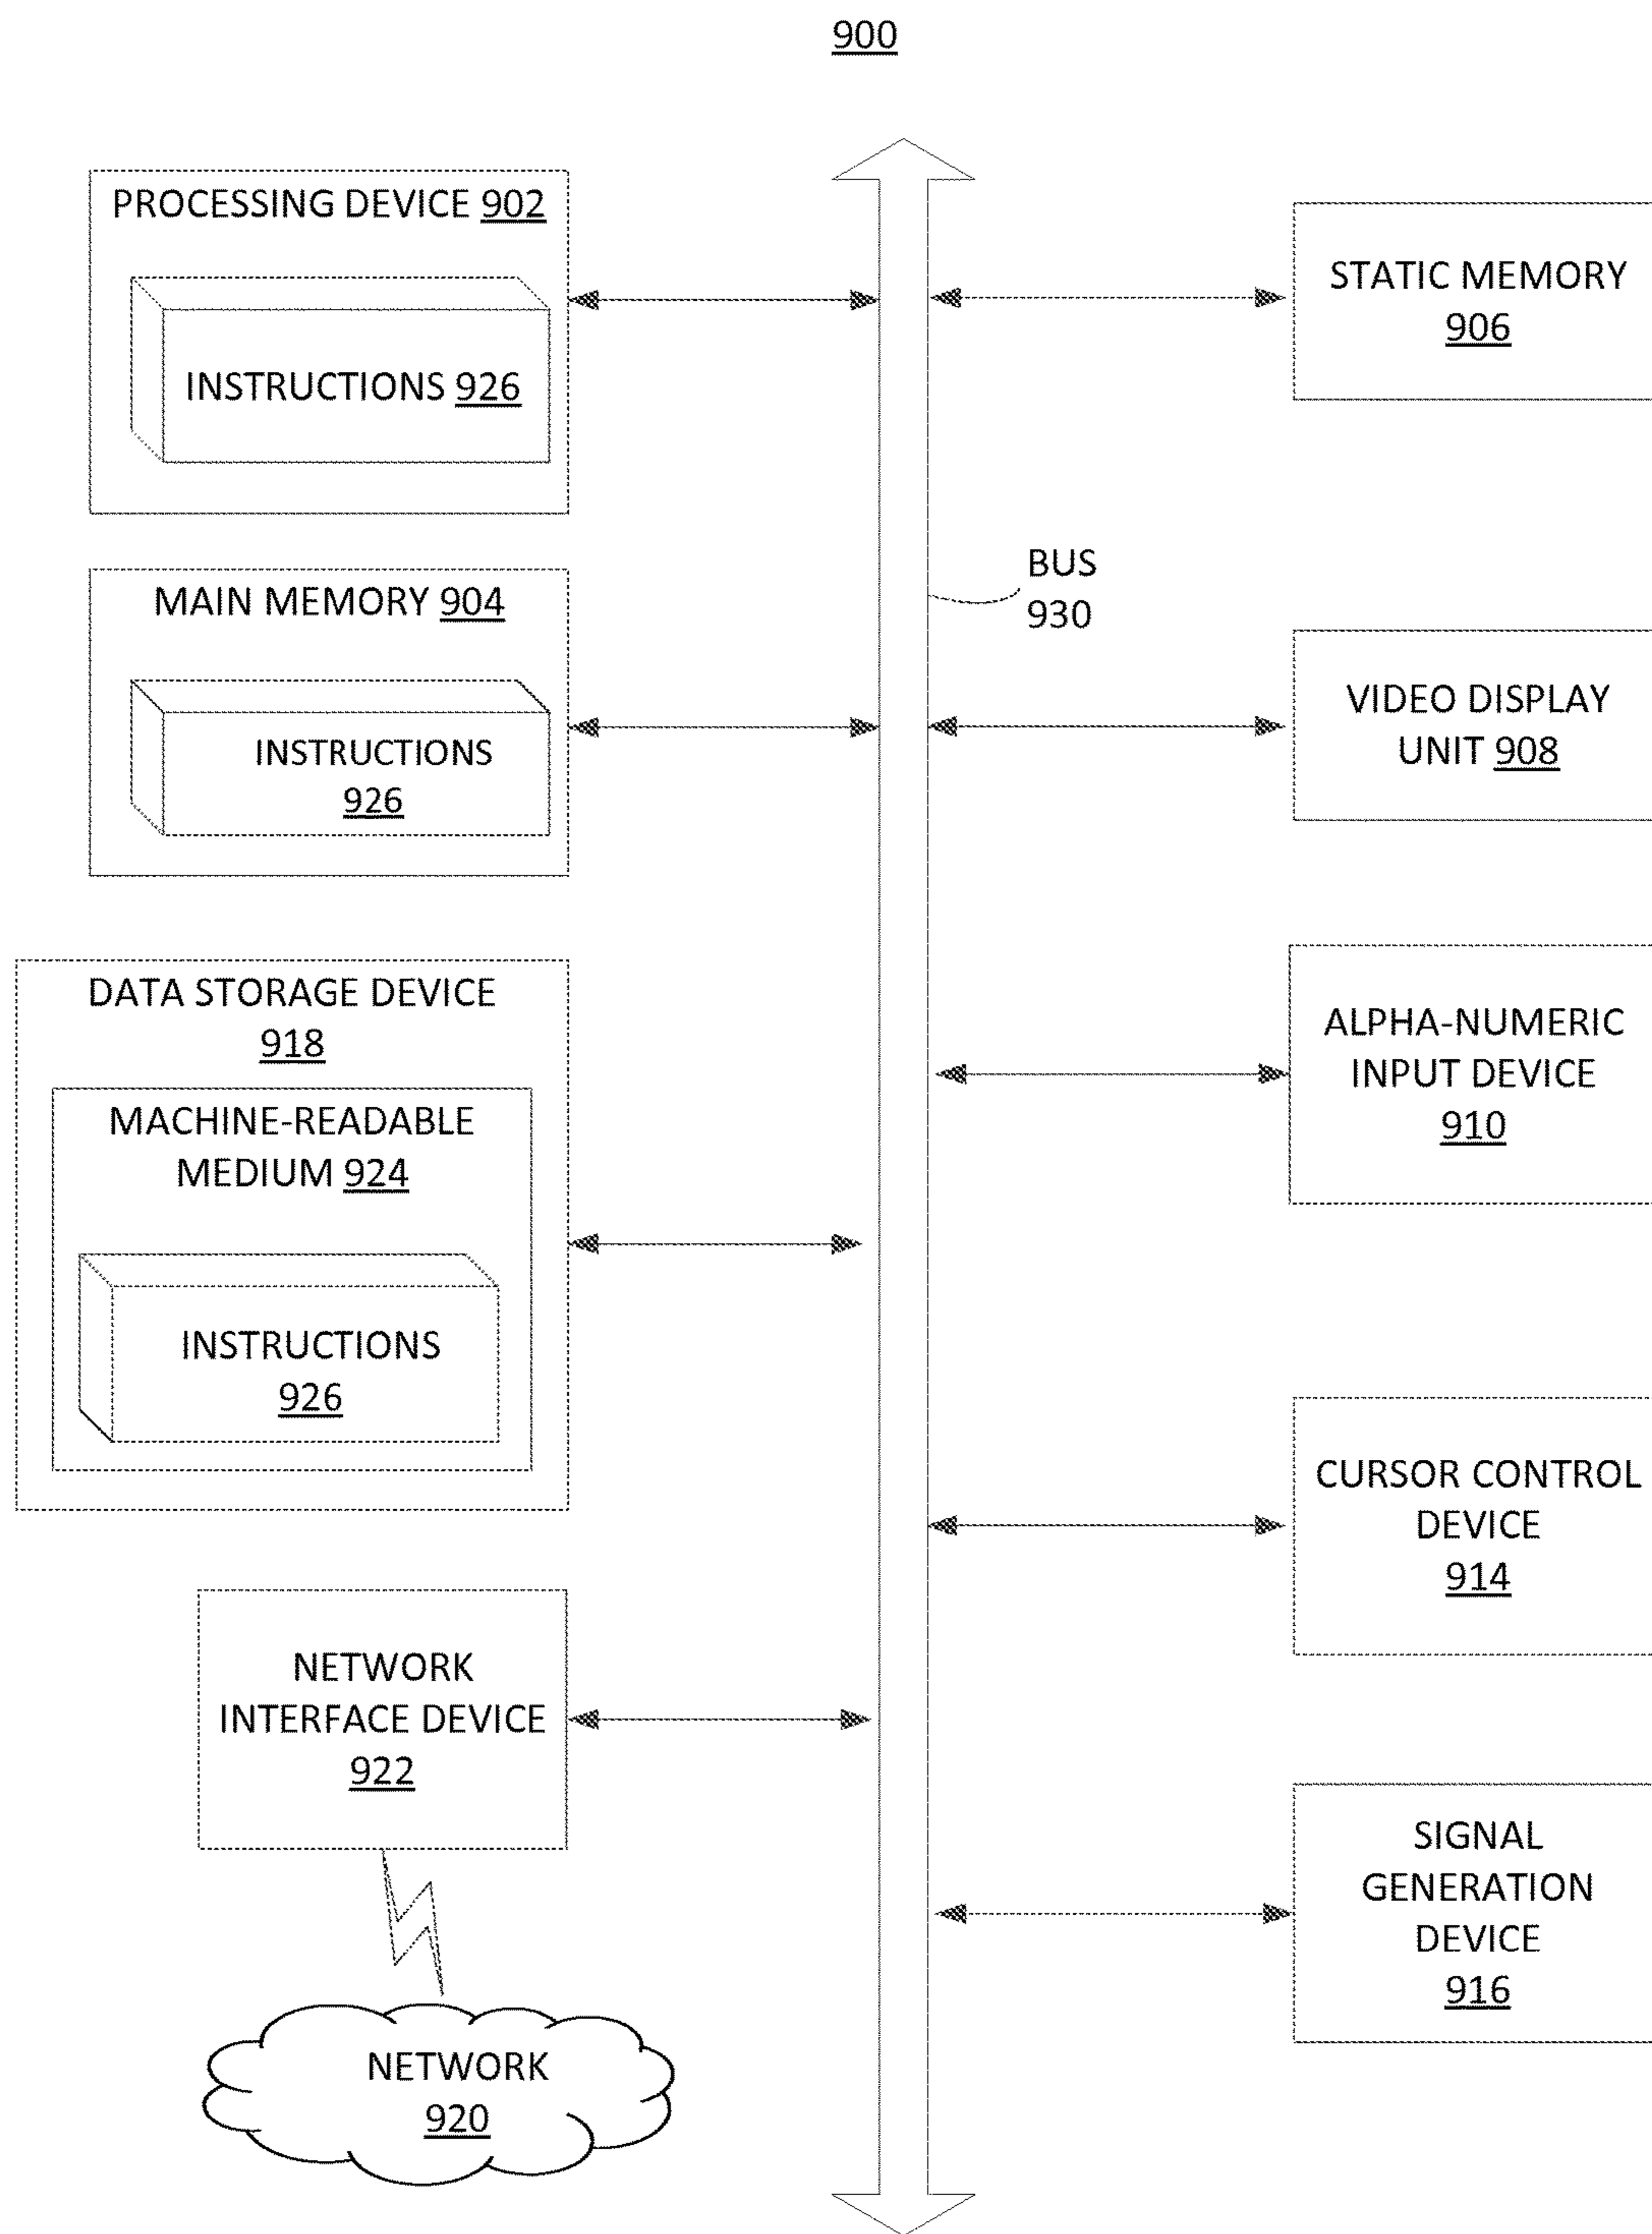 900
PROCESSING DEVICE 902
INSTRUCTIONS 926
MAIN MEMORY 904
INSTRUCTIONS
926
DATA STORAGE DEVICE
918
MACHINE-READABLE
MEDIUM 924
INSTRUCTIONS
926
NETWORK
INTERFACE DEVICE
922
NETWORK
920
BUS
930
STATIC MEMORY
906
VIDEO DISPLAY
UNIT 908
ALPHA-NUMERIC
INPUT DEVICE
910
CURSOR CONTROL
DEVICE
914
SIGNAL
GENERATION
DEVICE
916